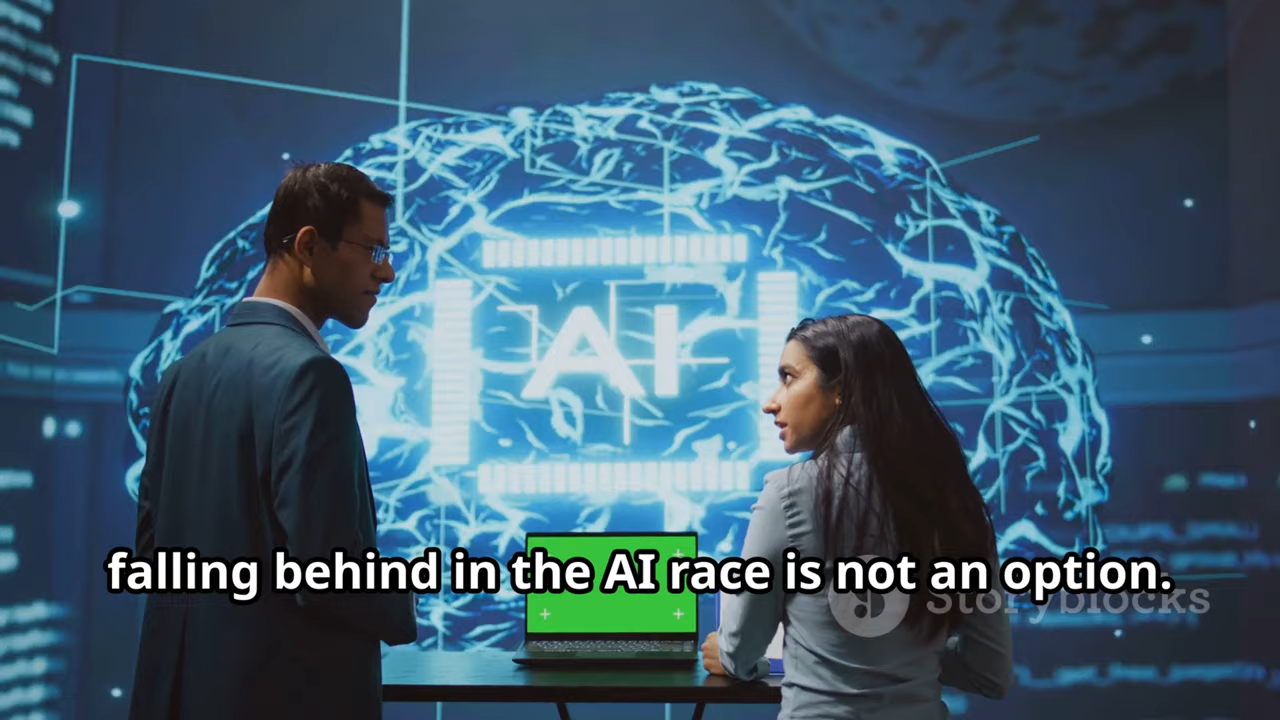 AI
falling behind in the AI race is not an option.
Storyblocks